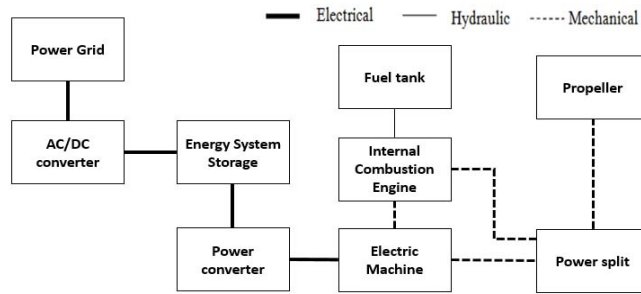 Electrical
Hydraulic
Mechanical
Power Grid
Fuel tank
Propeller
AC/DC
converter
Energy System
Storage
Internal
Combustion
Engine
Power
converter
Electric
Machine
Power split